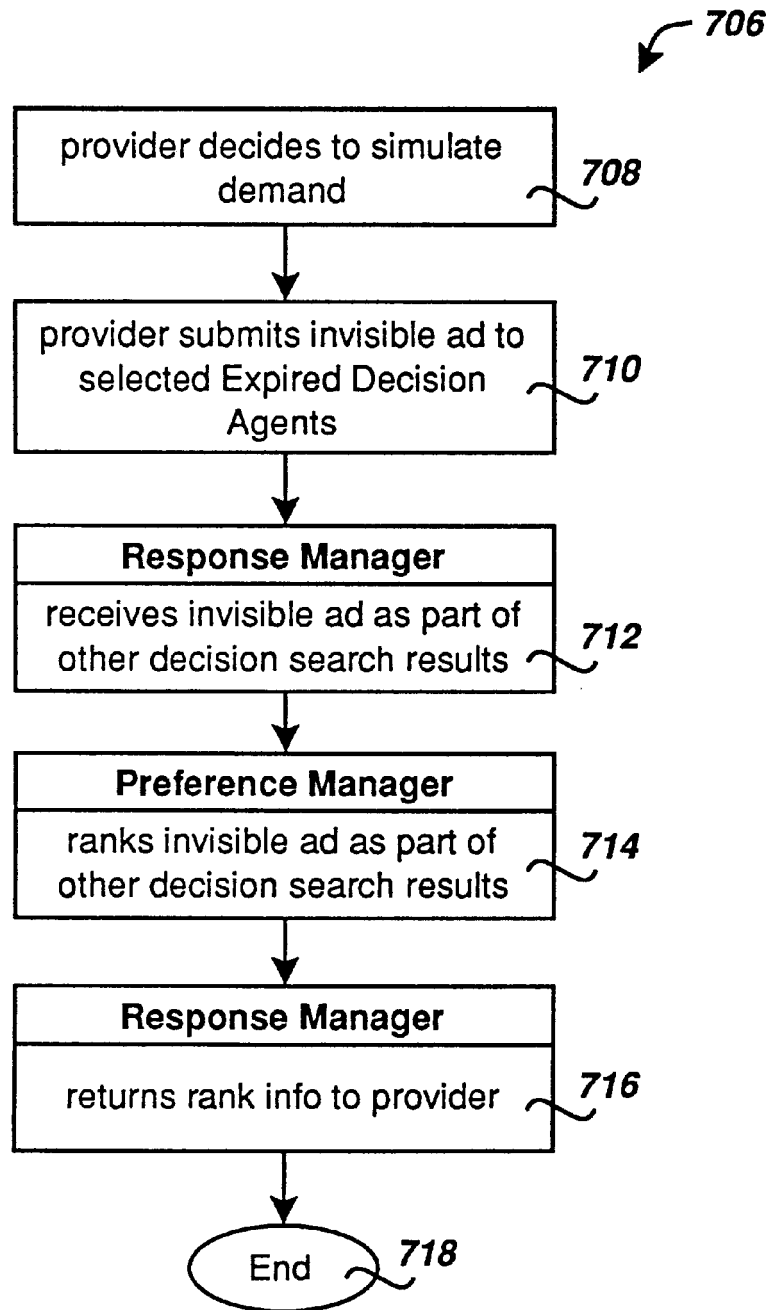 706
provider decides to simulate
demand
708
provider submits invisible ad to
selected Expired Decision
Agents
710
Response Manager
receives invisible ad as part of
other decision search results
712
Preference Manager
ranks invisible ad as part of
other decision search results
714
Response Manager
returns rank info to provider
716
End
718